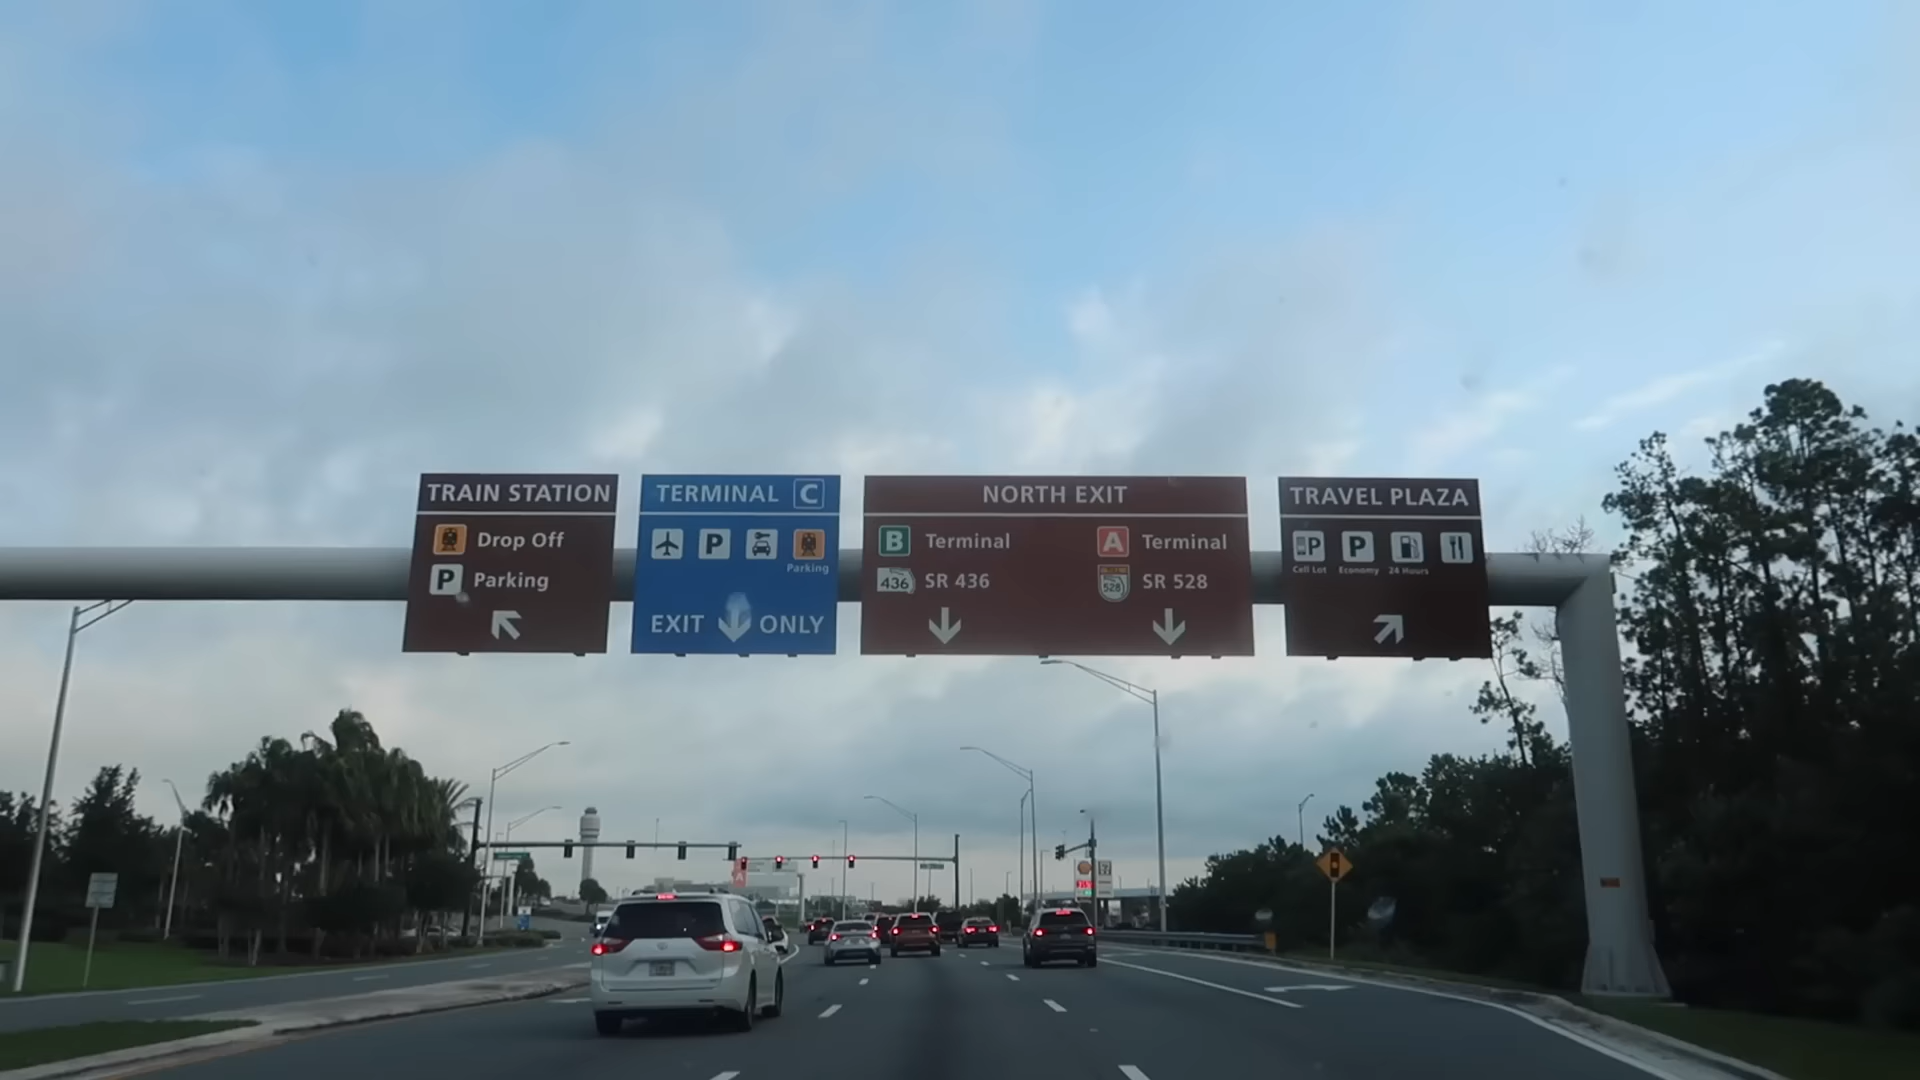 TRAIN STATION
Drop Off
P Parking
TERMINAL C
P
Parking
EXIT ONLY
NORTH EXIT
B Terminal
A Terminal
436 SR 436
528 SR 528
TRAVEL PLAZA
P P
Cell Lot Economy 24 Hours
A